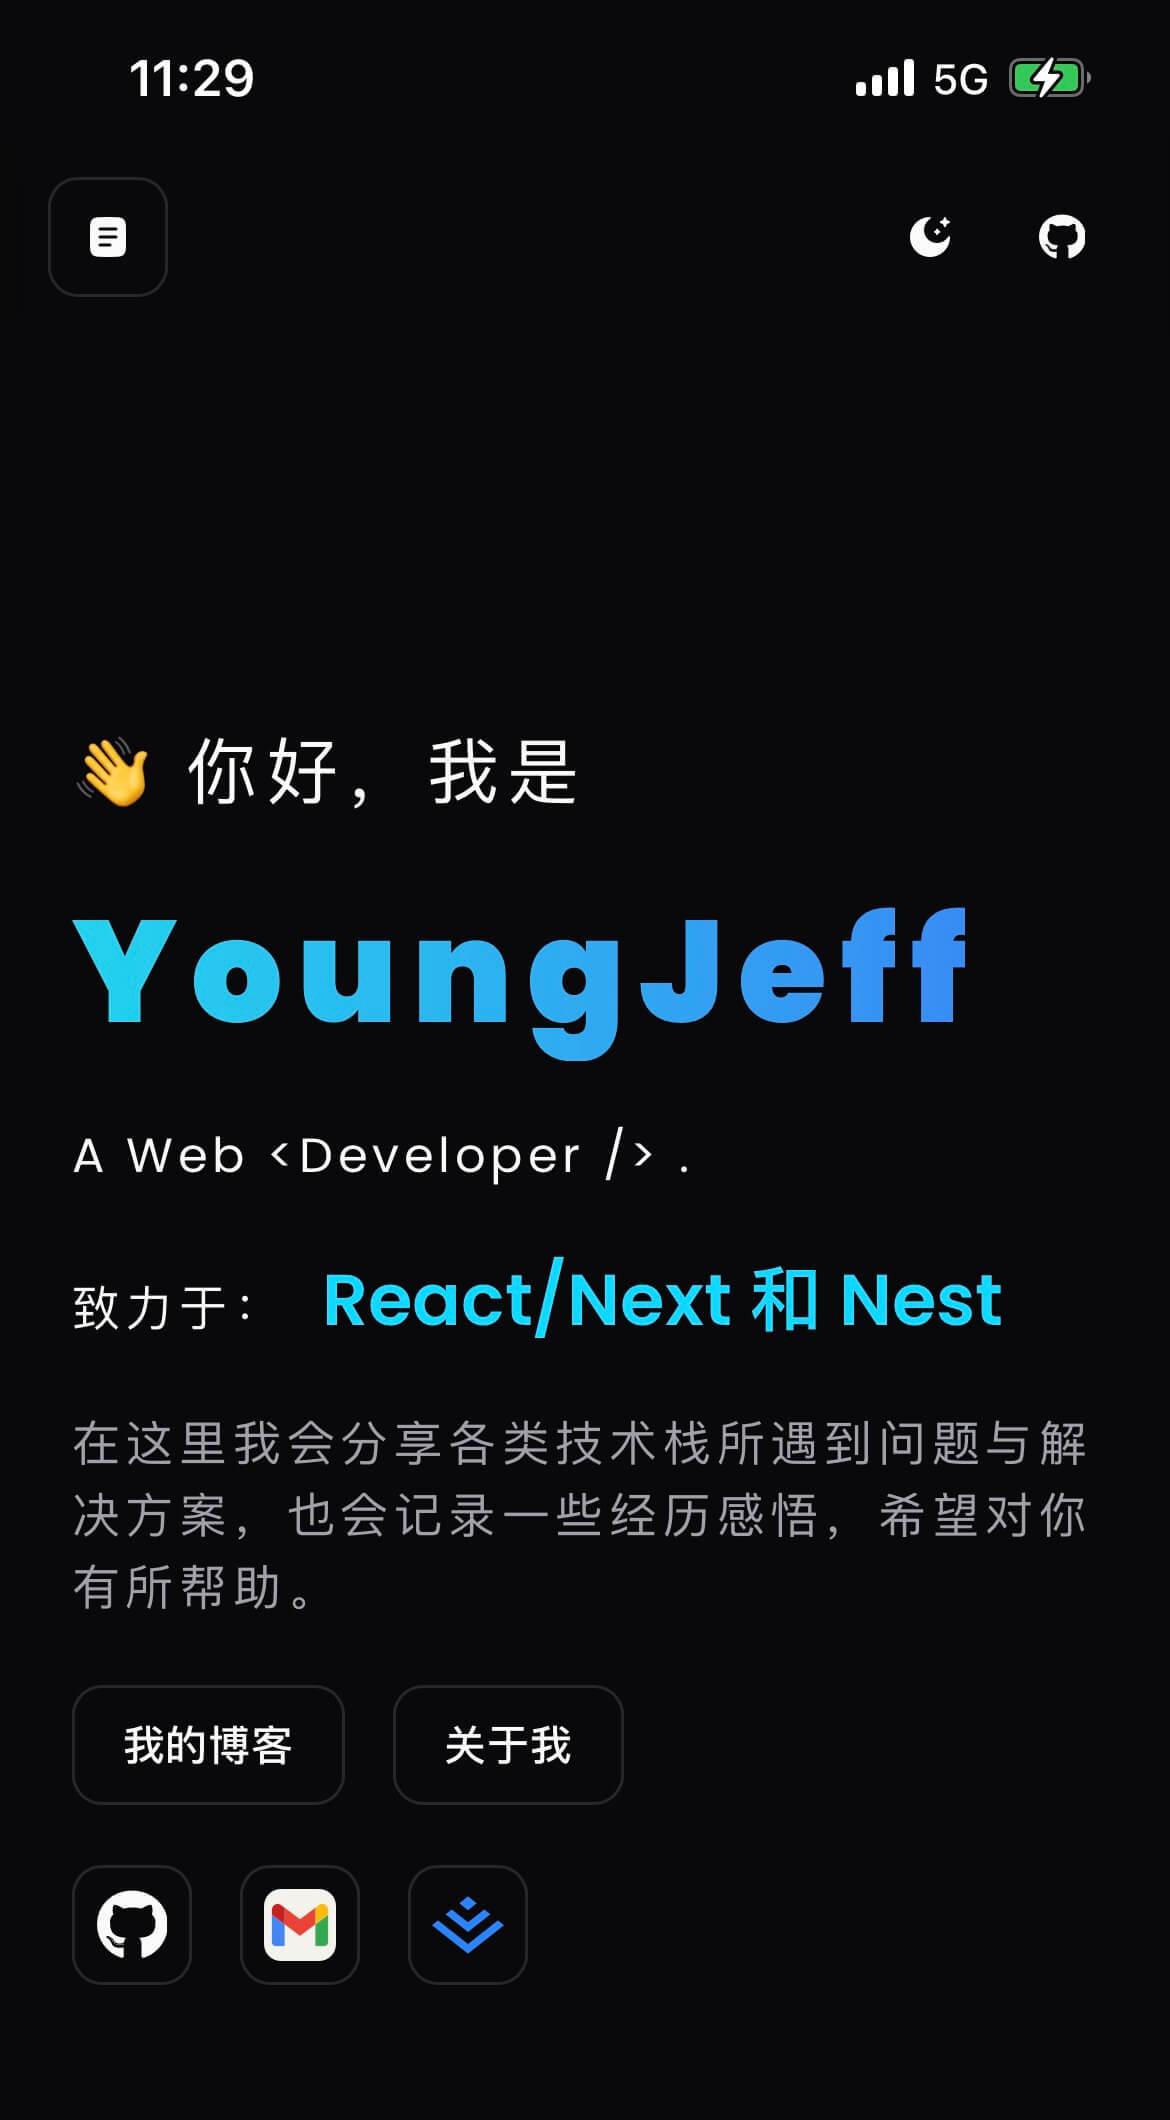 11:29 5G
👋 你好，我是
YoungJeff
A Web <Developer /> .
致力于： React/Next 和 Nest
在这里我会分享各类技术栈所遇到问题与解
决方案，也会记录一些经历感悟，希望对你
有所帮助。
我的博客 关于我